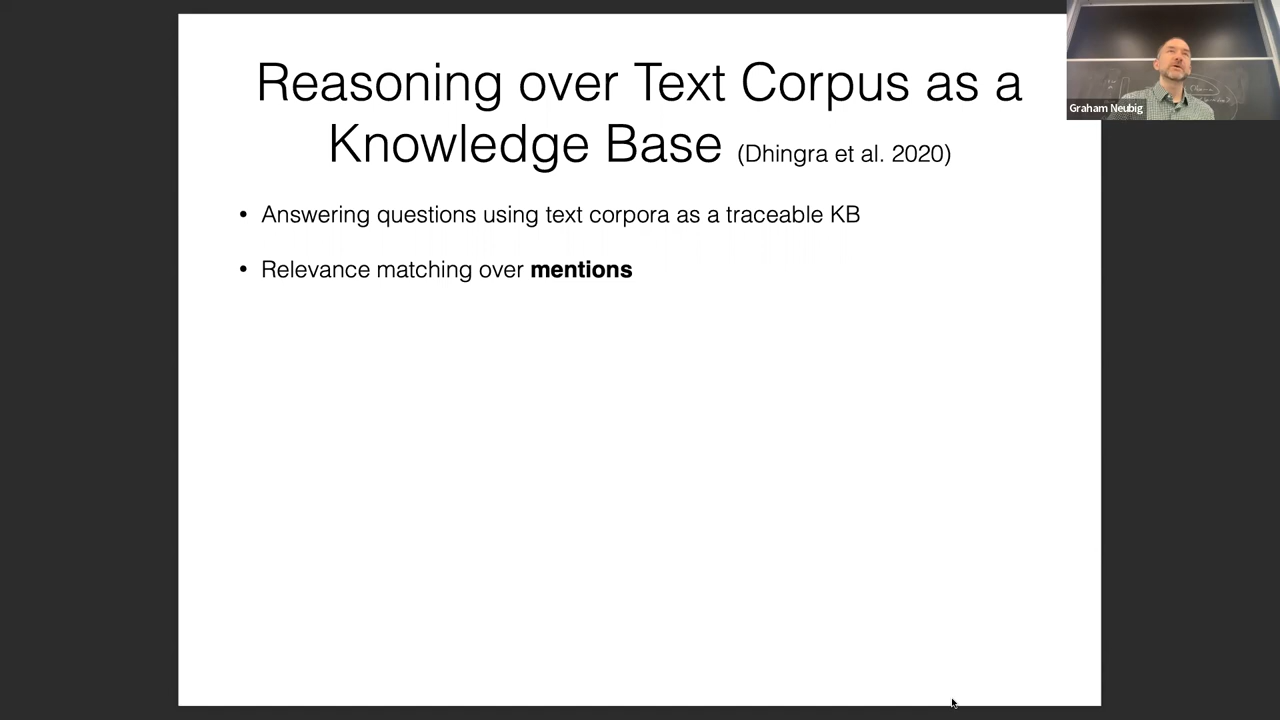 Reasoning over Text Corpus as a
Knowledge Base (Dhingra et al. 2020)
• Answering questions using text corpora as a traceable KB
• Relevance matching over mentions
Graham Neubig